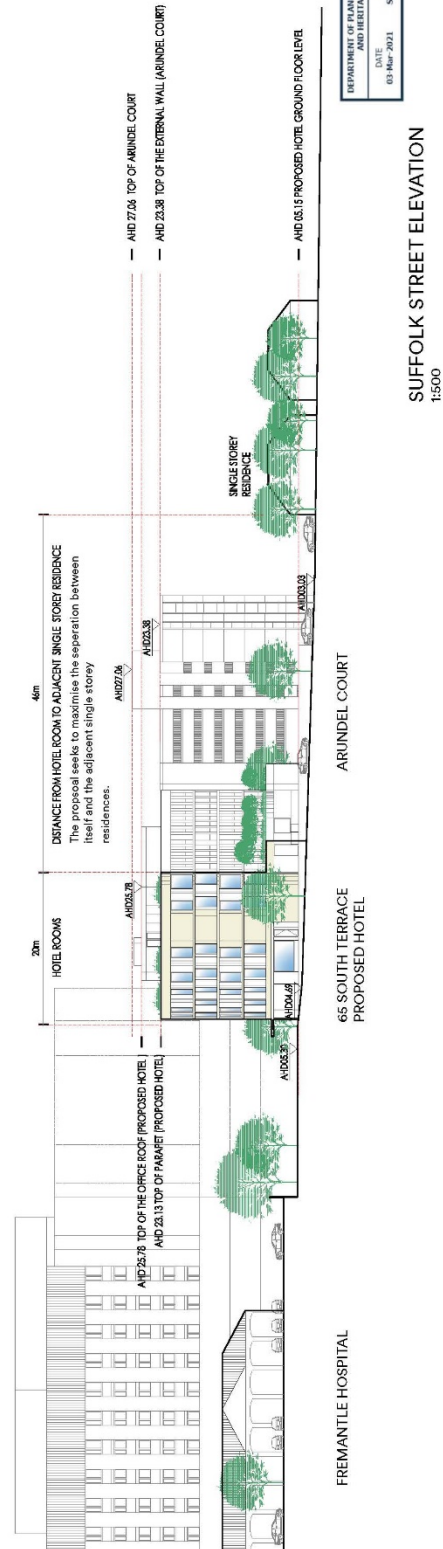 46m
20m
DISTANCE FROM HOTEL ROOM TO ADJACENT SINGLE STOREY RESIDENCE
The propsoal seeks to maximise the seperation between
itself and the adjacent single storey
residences.
HOTEL ROOMS
AHD 27.06 TOP OF ARUNDEL COURT
AHD 23.38 TOP OF THE EXTERNAL WALL (ARUNDEL COURT)
AHD 05.15 PROPOSED HOTEL GROUND FLOOR LEVEL
AHD 25.78 TOP OF THE OFFICE ROOF (PROPOSED HOTEL)
AHD 23.13 TOP OF PARAPET (PROPOSED HOTEL)
AHD25.78
AHD27.06
AHD23.38
SINGLE STOREY
RESIDENCE
AHD05.30
AHD04.69
AHD03.03
FREMANTLE HOSPITAL
65 SOUTH TERRACE
PROPOSED HOTEL
ARUNDEL COURT
SUFFOLK STREET ELEVATION
1:500
DEPARTMENT OF PLAN
AND HERITA
DATE
03-Mar-2021
S